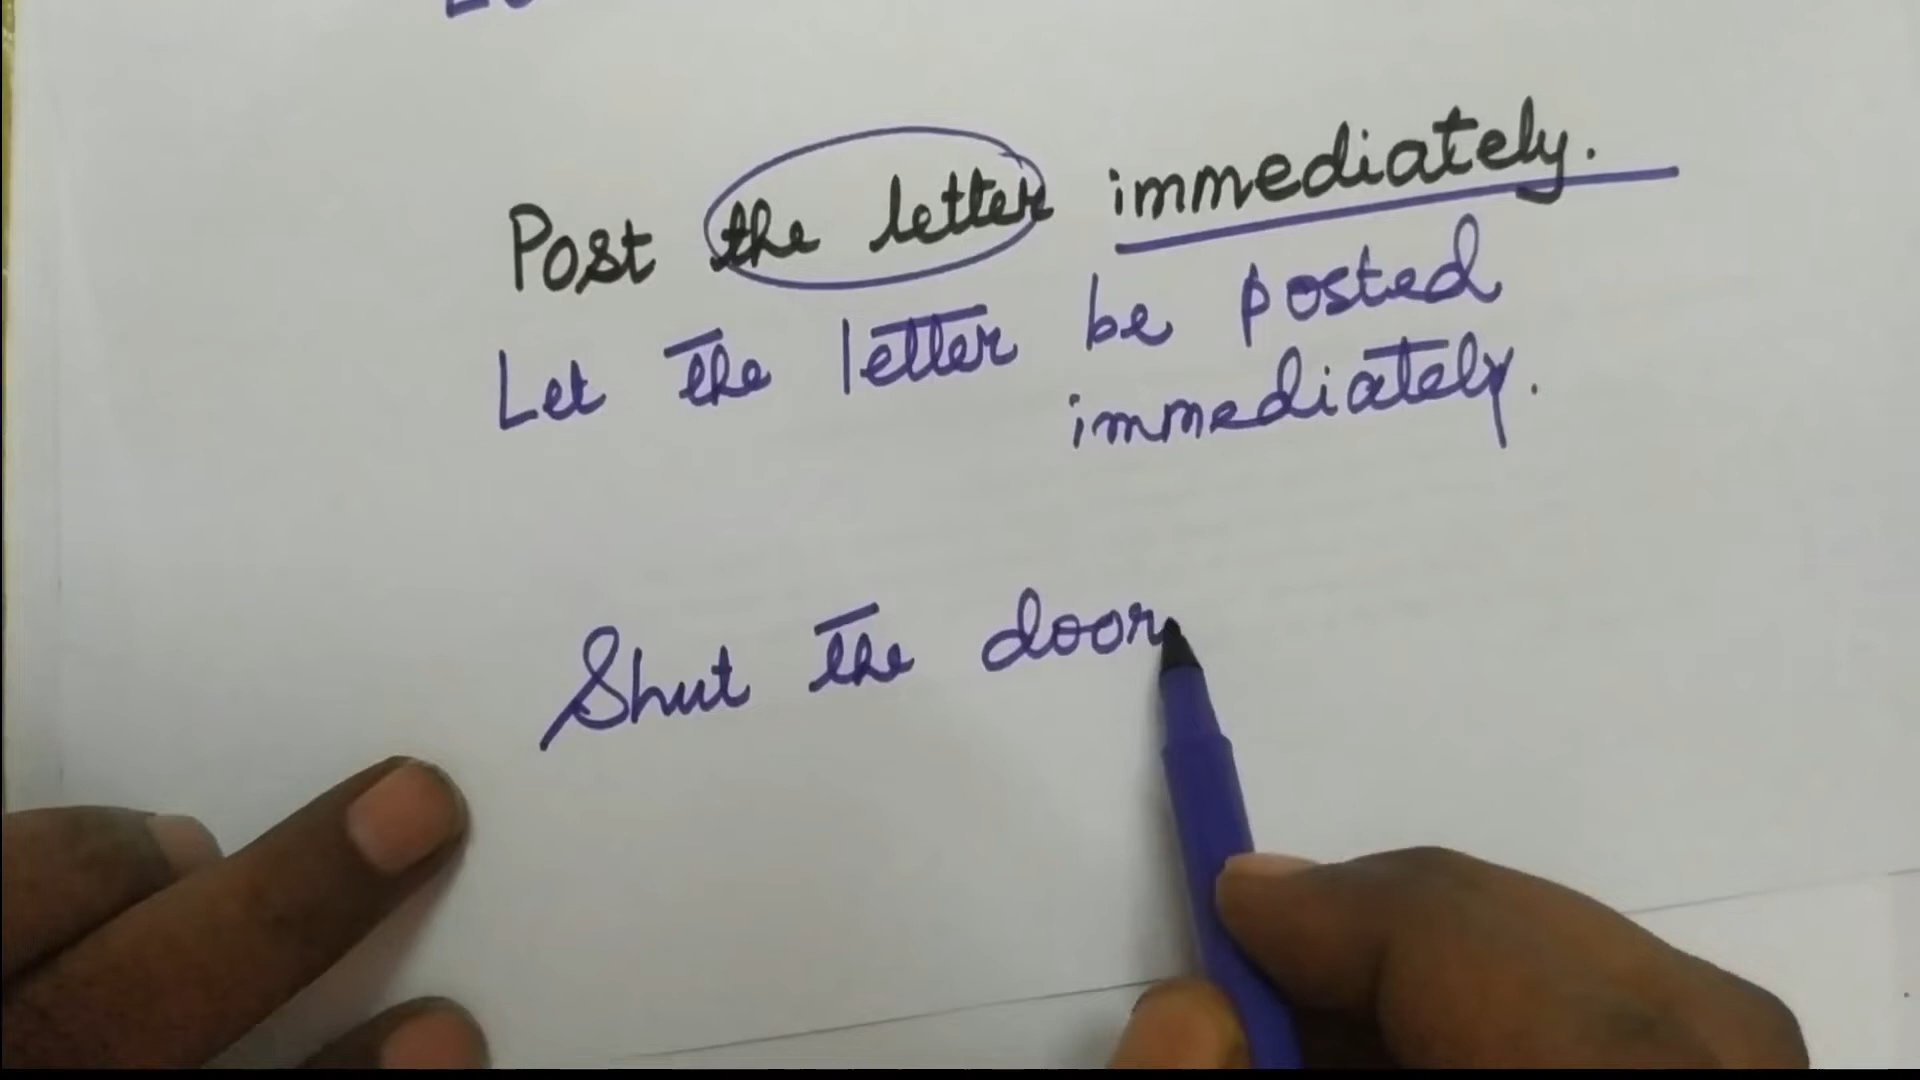 Post the letter immediately.
Let the letter be posted
immediately.
Shut the door